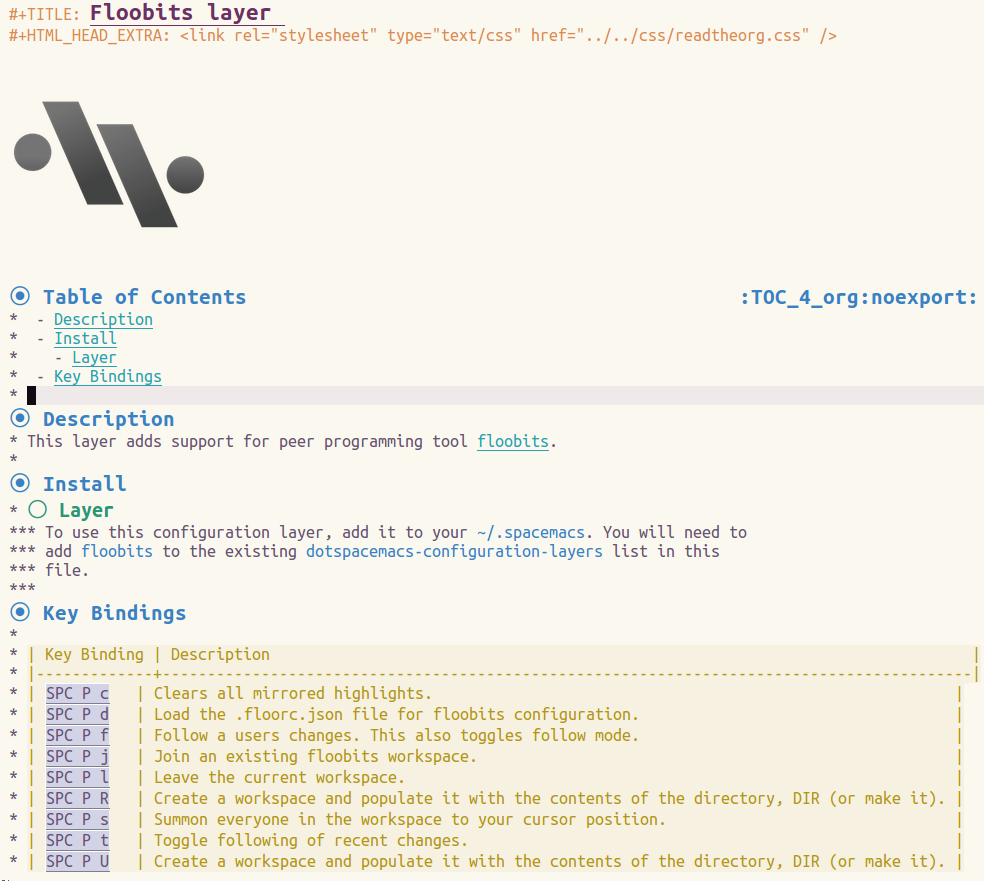 #+TITLE: Floobits layer
#+HTML_HEAD_EXTRA: <link rel="stylesheet" type="text/css" href="../../css/readtheorg.css" />
Table of Contents :TOC_4_org:noexport:
* - Description
* - Install
* - Layer
* - Key Bindings
*
Description
* This layer adds support for peer programming tool floobits.
*
Install
* Layer
*** To use this configuration layer, add it to your ~/.spacemacs. You will need to
*** add floobits to the existing dotspacemacs-configuration-layers list in this
*** file.
***
Key Bindings
*
* | Key Binding | Description |
* |-------------+------------------------------------------------------------------------------------------|
* | SPC P c | Clears all mirrored highlights. |
* | SPC P d | Load the .floorc.json file for floobits configuration. |
* | SPC P f | Follow a users changes. This also toggles follow mode. |
* | SPC P j | Join an existing floobits workspace. |
* | SPC P l | Leave the current workspace. |
* | SPC P R | Create a workspace and populate it with the contents of the directory, DIR (or make it). |
* | SPC P s | Summon everyone in the workspace to your cursor position. |
* | SPC P t | Toggle following of recent changes. |
* | SPC P U | Create a workspace and populate it with the contents of the directory, DIR (or make it). |